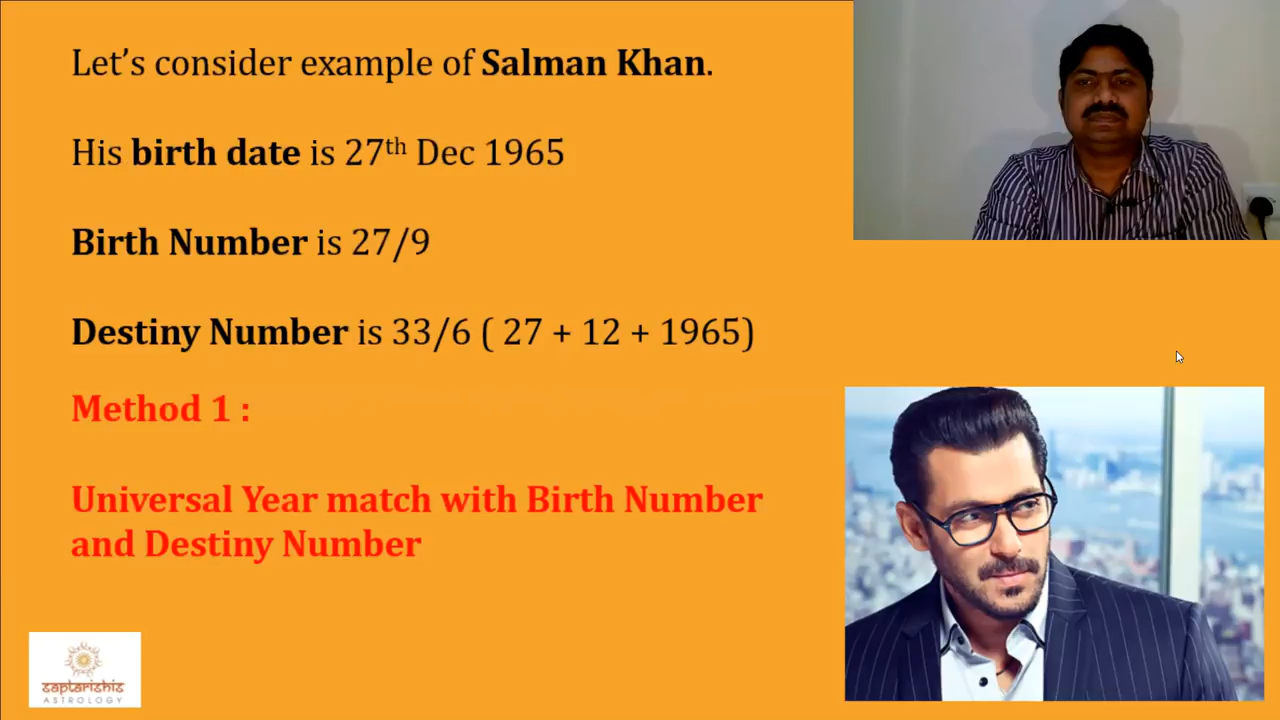 Let’s consider example of Salman Khan.
His birth date is 27th Dec 1965
Birth Number is 27/9
Destiny Number is 33/6 ( 27 + 12 + 1965)
Method 1 :
Universal Year match with Birth Number
and Destiny Number
saptarishis
ASTROLOGY